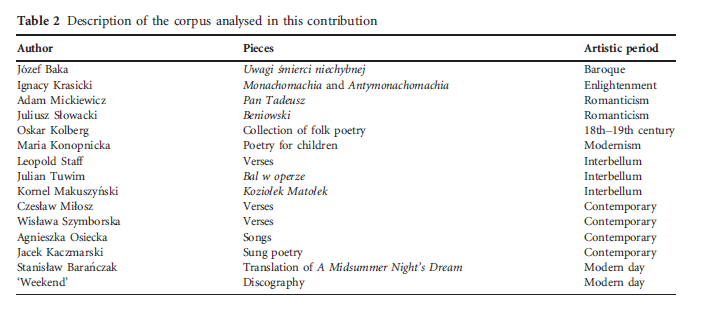 Table 2 Description of the corpus analysed in this contribution
Author Pieces Artistic period
Józef Baka Uwagi śmierci niechybnej Baroque
Ignacy Krasicki Monachomachia and Antymonachomachia Enlightenment
Adam Mickiewicz Pan Tadeusz Romanticism
Juliusz Słowacki Beniowski Romanticism
Oskar Kolberg Collection of folk poetry 18th–19th century
Maria Konopnicka Poetry for children Modernism
Leopold Staff Verses Interbellum
Julian Tuwim Bal w operze Interbellum
Kornel Makuszyński Koziołek Matołek Interbellum
Czesław Miłosz Verses Contemporary
Wisława Szymborska Verses Contemporary
Agnieszka Osiecka Songs Contemporary
Jacek Kaczmarski Sung poetry Contemporary
Stanisław Barańczak Translation of A Midsummer Night's Dream Modern day
‘Weekend’ Discography Modern day